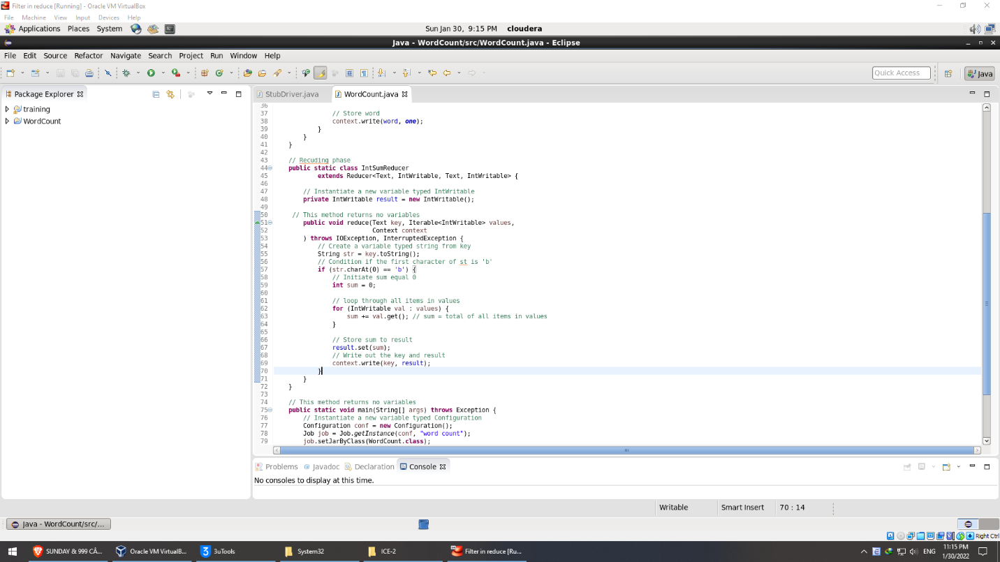 Filter in reduce [Running] - Oracle VM VirtualBox
File Machine View Input Devices Help
Applications Places System Sun Jan 30, 9:15 PM cloudera
Java - WordCount/src/WordCount.java - Eclipse
File Edit Source Refactor Navigate Search Project Run Window Help
Quick Access Java
Package Explorer
training
WordCount
StubDriver.java WordCount.java
36
37 // Store word
38 context.write(word, one);
39 }
40 }
41 }
42
43 // Recuding phase
44 public static class IntSumReducer
45 extends Reducer<Text, IntWritable, Text, IntWritable> {
46
47 // Instantiate a new variable typed IntWritable
48 private IntWritable result = new IntWritable();
49
50 // This method returns no variables
51 public void reduce(Text key, Iterable<IntWritable> values,
52 Context context
53 ) throws IOException, InterruptedException {
54 // Create a variable typed string from key
55 String str = key.toString();
56 // Condition if the first character of st is 'b'
57 if (str.charAt(0) == 'b') {
58 // Initiate sum equal 0
59 int sum = 0;
60
61 // loop through all items in values
62 for (IntWritable val : values) {
63 sum += val.get(); // sum = total of all items in values
64 }
65
66 // Store sum to result
67 result.set(sum);
68 // Write out the key and result
69 context.write(key, result);
70 }
71 }
72 }
73
74 // This method returns no variables
75 public static void main(String[] args) throws Exception {
76 // Instantiate a new variable typed Configuration
77 Configuration conf = new Configuration();
78 Job job = Job.getInstance(conf, "word count");
79 job.setJarByClass(WordCount.class);
Problems @ Javadoc Declaration Console
No consoles to display at this time.
Writable Smart Insert 70 : 14
Java - WordCount/src/...
Right Ctrl
SUNDAY & 999 CÂ... Oracle VM VirtualB... 3uTools System32 ICE-2 Filter in reduce [Ru... ENG 11:15 PM
1/30/2022